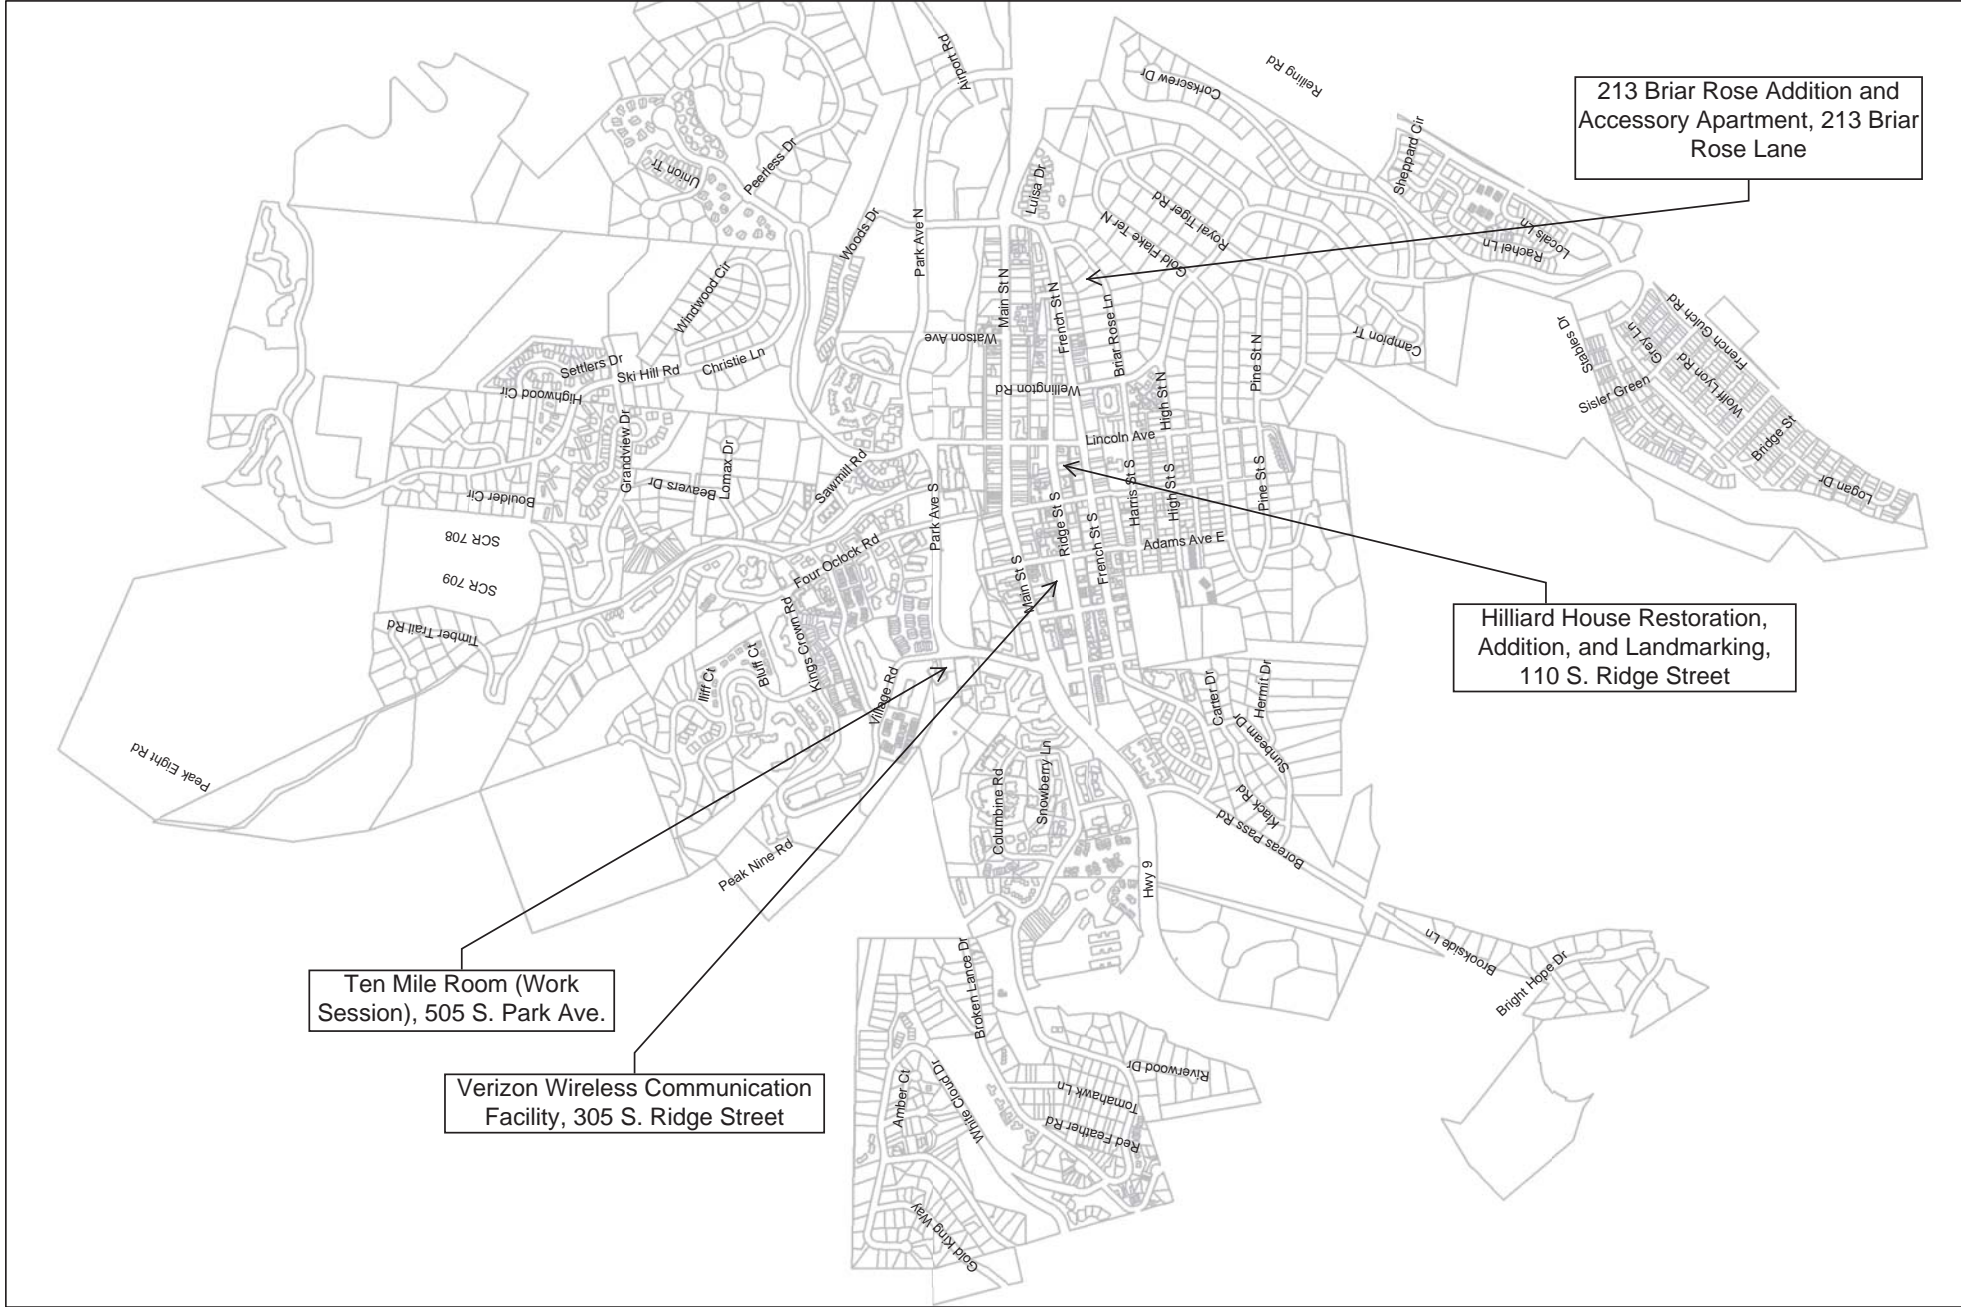 Airport Rd
Reiling Rd
Corkscrew Dr
213 Briar Rose Addition and
Accessory Apartment, 213 Briar
Rose Lane
Sheppard Cir
Peerless Dr
Union Tr
Luisa Dr
Woods Dr
Park Ave N
Royal Tiger Rd
Gold Flake Ter N
Locals Ln
Rachel Ln
Windwood Cir
Main St N
French St N
Briar Rose Ln
Watson Ave
Campion Tr
Stables Dr
Grey Ln
French Gulch Rd
Wolff Lyon Rd
Sisler Green
Bridge St
Logan Dr
Settlers Dr
Ski Hill Rd
Christie Ln
Highwood Cir
Wellington Rd
High St N
Pine St N
Lincoln Ave
Grandview Dr
Lomax Dr
Beavers Dr
Sawmill Rd
Boulder Cir
Park Ave S
Ridge St S
Harris St S
High St S
Pine St S
French St S
Adams Ave E
SCR 708
SCR 709
Four Oclock Rd
Main St S
Timber Trail Rd
Kings Crown Rd
Bluff Ct
Iliff Ct
Village Rd
Hilliard House Restoration,
Addition, and Landmarking,
110 S. Ridge Street
Carter Dr
Hermit Dr
Sunbeam Dr
Klack Rd
Boreas Pass Rd
Peak Eight Rd
Columbine Rd
Snowberry Ln
Peak Nine Rd
Hwy 9
Brookside Ln
Bright Hope Dr
Broken Lance Dr
Ten Mile Room (Work
Session), 505 S. Park Ave.
Verizon Wireless Communication
Facility, 305 S. Ridge Street
Amber Ct
White Cloud Dr
Riverwood Dr
Tomahawk Ln
Red Feather Rd
Gold King Way